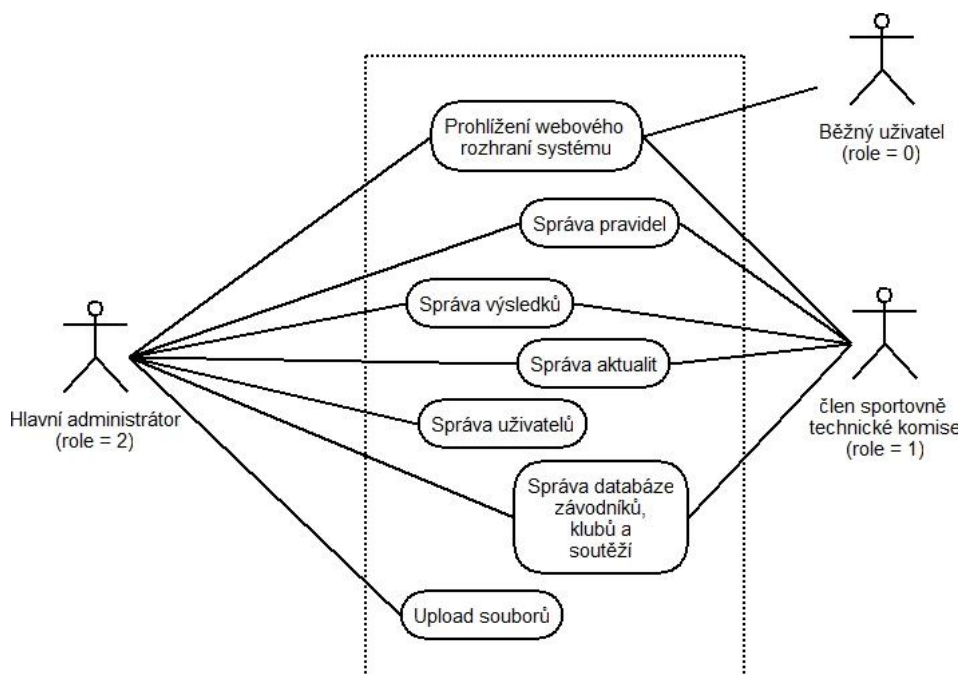 Běžný uživatel
(role = 0)
Prohlížení webového
rozhraní systému
Správa pravidel
Správa výsledků
Správa aktualit
Správa uživatelů
Správa databáze
závodníků,
klubů a
soutěží
Upload souborů
Hlavní administrátor
(role = 2)
člen sportovně
technické komise
(role = 1)